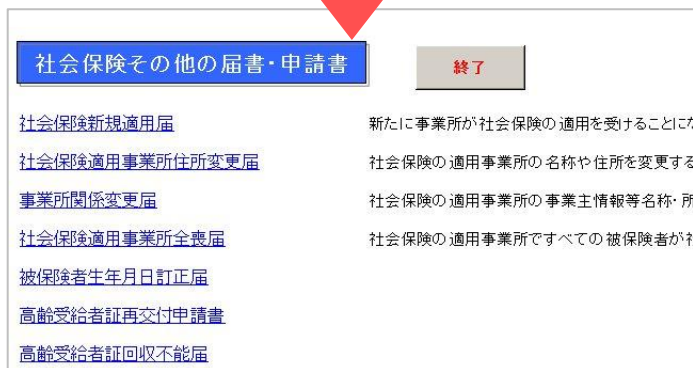 社会保険その他の届書・申請書
終了
社会保険新規適用届 新たに事業所が社会保険の適用を受けることに
社会保険適用事業所住所変更届 社会保険の適用事業所の名称や住所を変更する
事業所関係変更届 社会保険の適用事業所の事業主情報等名称・所
社会保険適用事業所全喪届 社会保険の適用事業所ですべての被保険者が
被保険者生年月日訂正届
高齢受給者証再交付申請書
高齢受給者証回収不能届